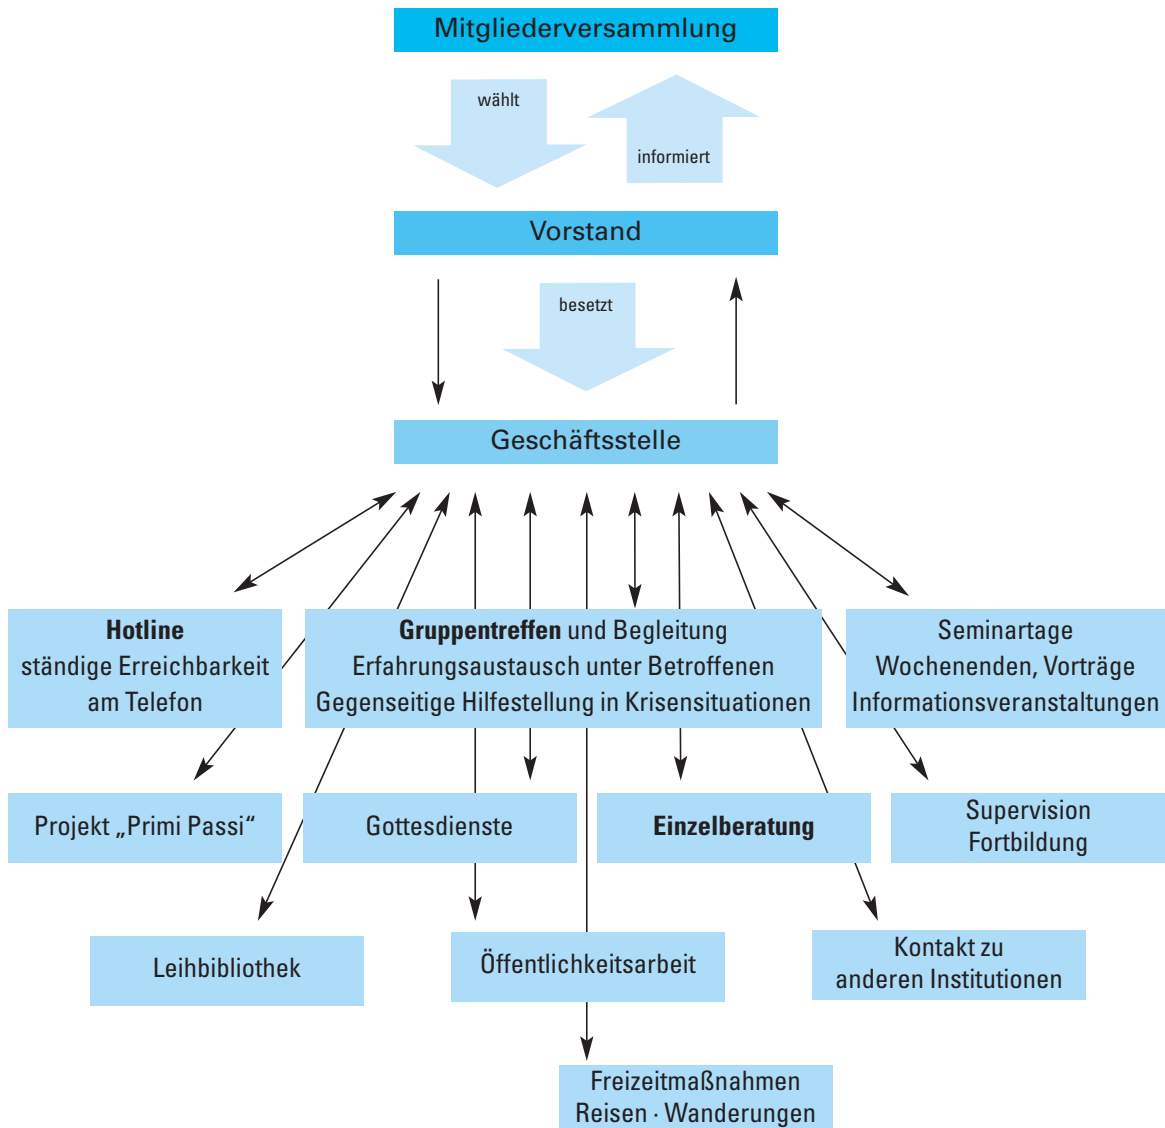 Mitgliederversammlung
wählt
informiert
Vorstand
besetzt
Geschäftsstelle
Hotline
ständige Erreichbarkeit
am Telefon
Gruppentreffen und Begleitung
Erfahrungsaustausch unter Betroffenen
Gegenseitige Hilfestellung in Krisensituationen
Seminartage
Wochenenden, Vorträge
Informationsveranstaltungen
Projekt „Primi Passi“
Gottesdienste
Einzelberatung
Supervision
Fortbildung
Leihbibliothek
Öffentlichkeitsarbeit
Kontakt zu
anderen Institutionen
Freizeitmaßnahmen
Reisen · Wanderungen